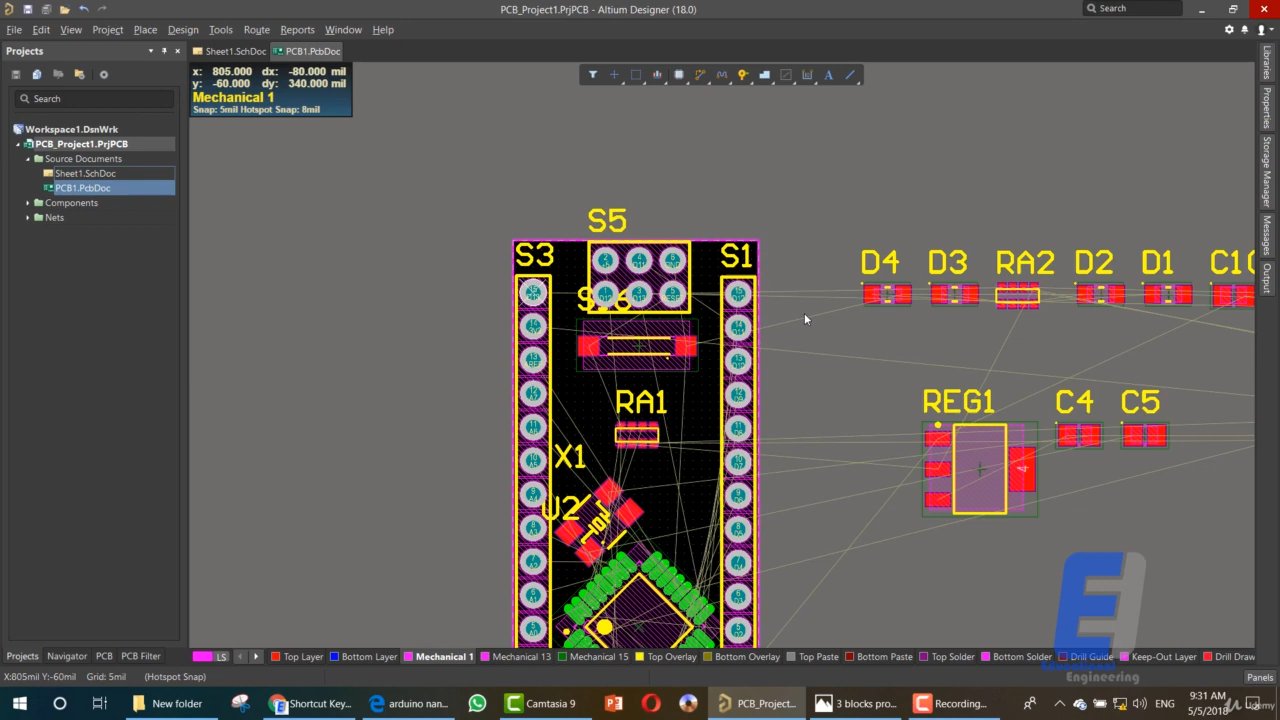 PCB_Project1.PrjPCB - Altium Designer (18.0)
Search
File Edit View Project Place Design Tools Route Reports Window Help
Projects
Sheet1.SchDoc PCB1.PcbDoc
x: 805.000 dx: -80.000 mil
y: -60.000 dy: 340.000 mil
Mechanical 1
Snap: 5mil Hotspot Snap: 8mil
Search
Workspace1.DsnWrk
PCB_Project1.PrjPCB
Source Documents
Sheet1.SchDoc
PCB1.PcbDoc
Components
Nets
Libraries
Properties
Storage Manager
Messages
Output
S5
S3
S1
D4 D3 RA2 D2 D1
RA1
REG1 C4 C5
X1
U2
4
Educational
Engineering
Projects Navigator PCB PCB Filter
LS Top Layer Bottom Layer Mechanical 1 Mechanical 13 Mechanical 15 Top Overlay Bottom Overlay Top Paste Bottom Paste Top Solder Bottom Solder Drill Guide Keep-Out Layer Drill Draw
X:805mil Y:-60mil Grid: 5mil (Hotspot Snap)
Panels
New folder
Shortcut Key...
arduino nan...
Camtasia 9
PCB_Project...
3 blocks pro...
Recording...
ENG
9:31 AM
5/5/2018
Udemy